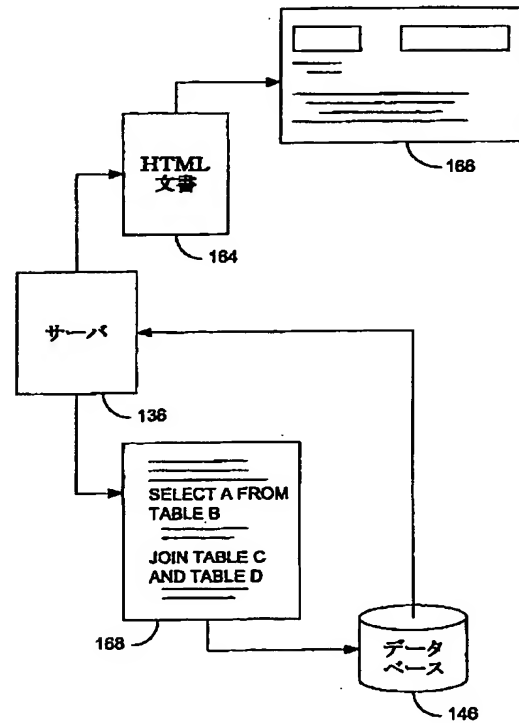 166
HTML
文書
164
サーバ
136
SELECT A FROM
TABLE B
JOIN TABLE C
AND TABLE D
168
データ
ベース
146